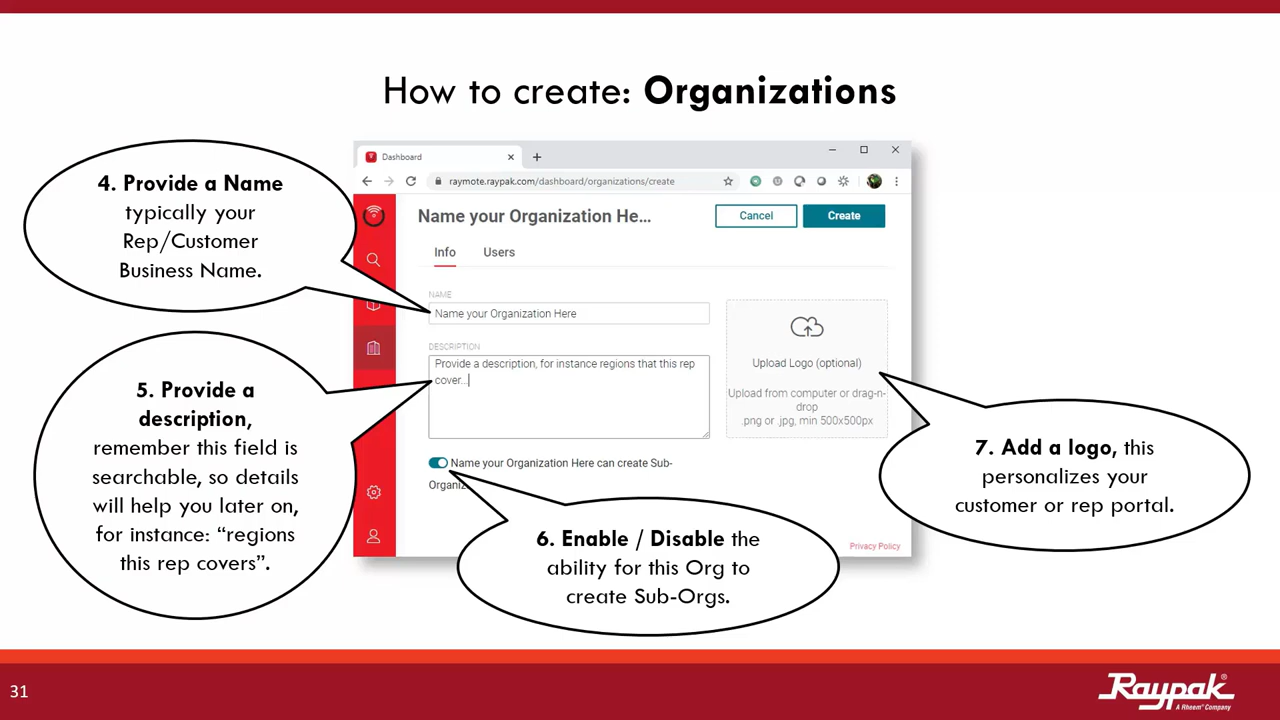 How to create: Organizations
4. Provide a Name
typically your
Rep/Customer
Business Name.
5. Provide a
description,
remember this field is
searchable, so details
will help you later on,
for instance: “regions
this rep covers”.
Dashboard
raymote.raypak.com/dashboard/organizations/create
Name your Organization He...
Cancel
Create
Info
Users
NAME
Name your Organization Here
DESCRIPTION
Provide a description, for instance regions that this rep
cover...
Upload Logo (optional)
Upload from computer or drag-n-
drop
.png or .jpg, min 500x500px
Name your Organization Here can create Sub-
Privacy Policy
6. Enable / Disable the
ability for this Org to
create Sub-Orgs.
7. Add a logo, this
personalizes your
customer or rep portal.
31
Raypak
A Rheem® Company